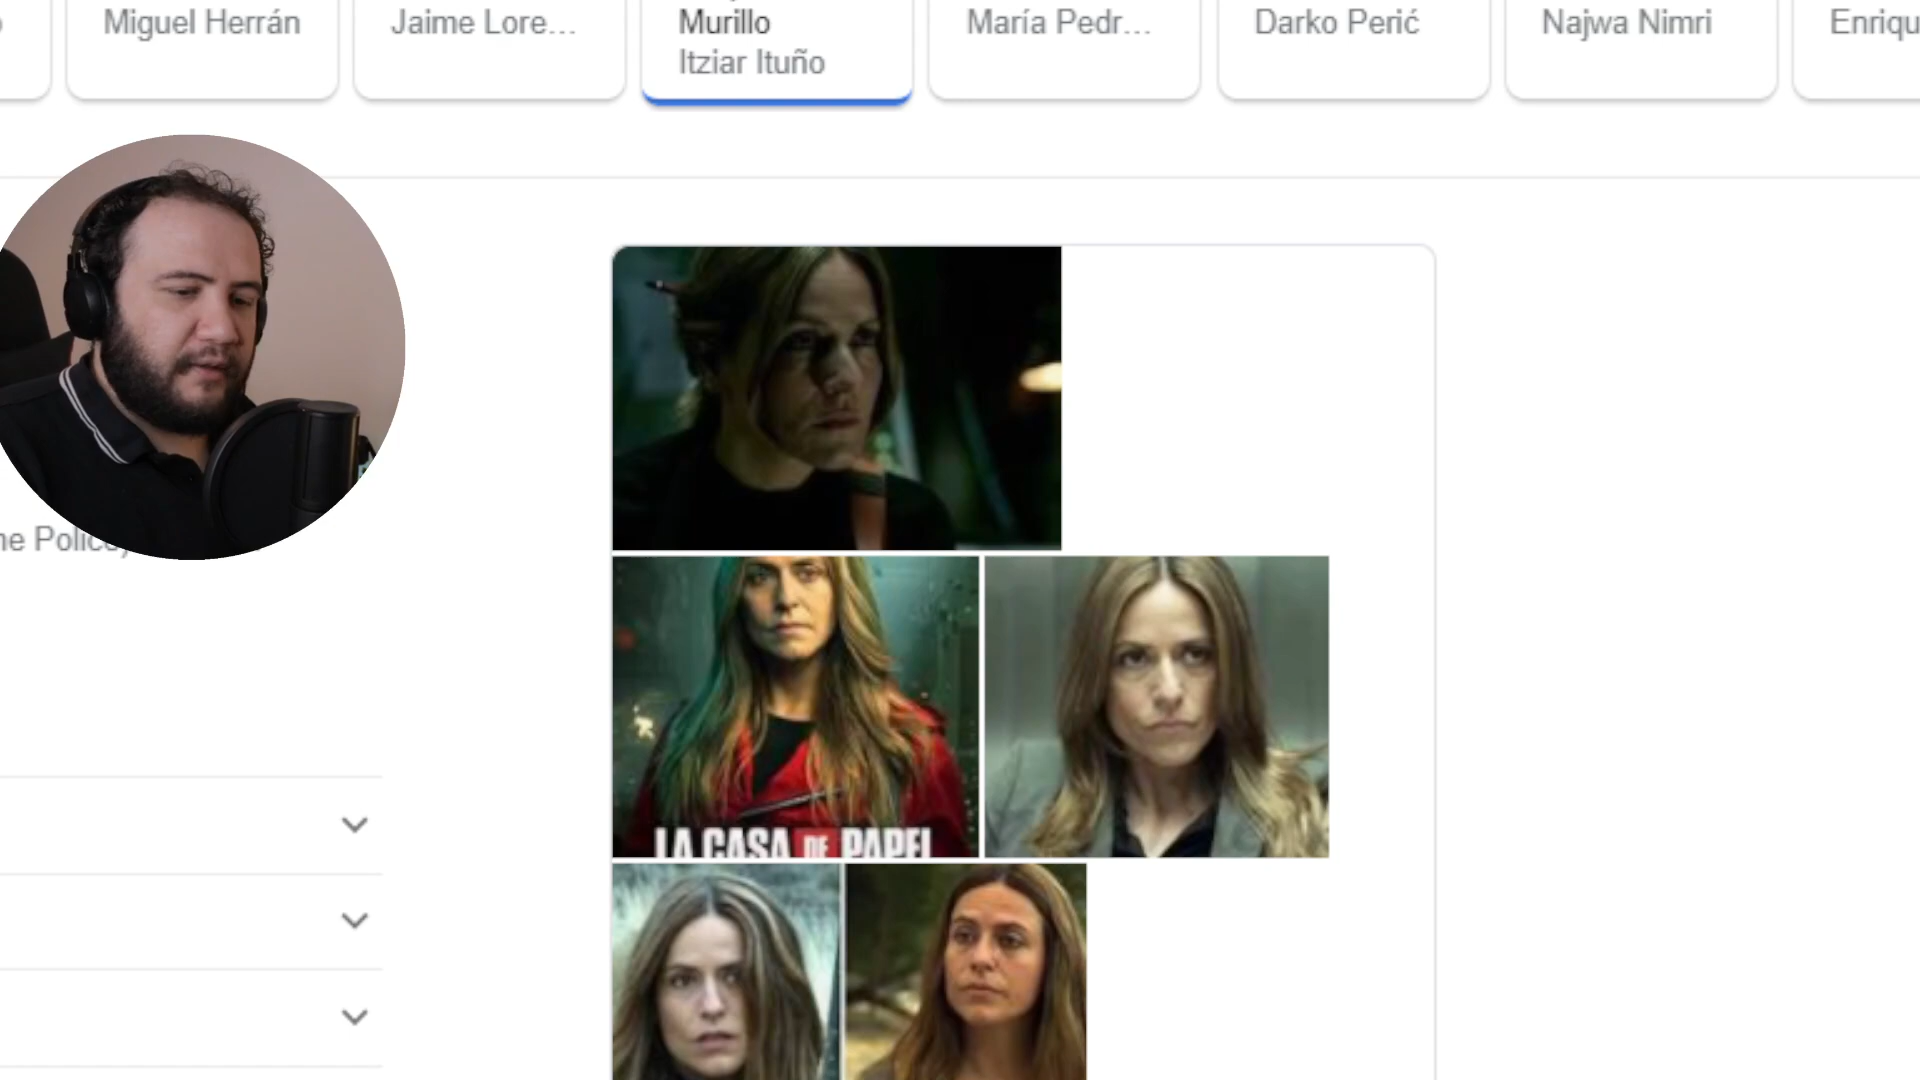 Miguel Herrán
Jaime Lore...
Murillo
Itziar Ituño
María Pedr...
Darko Perić
Najwa Nimri
Enriqu
ne Police)
LA CASA DE PAPEL